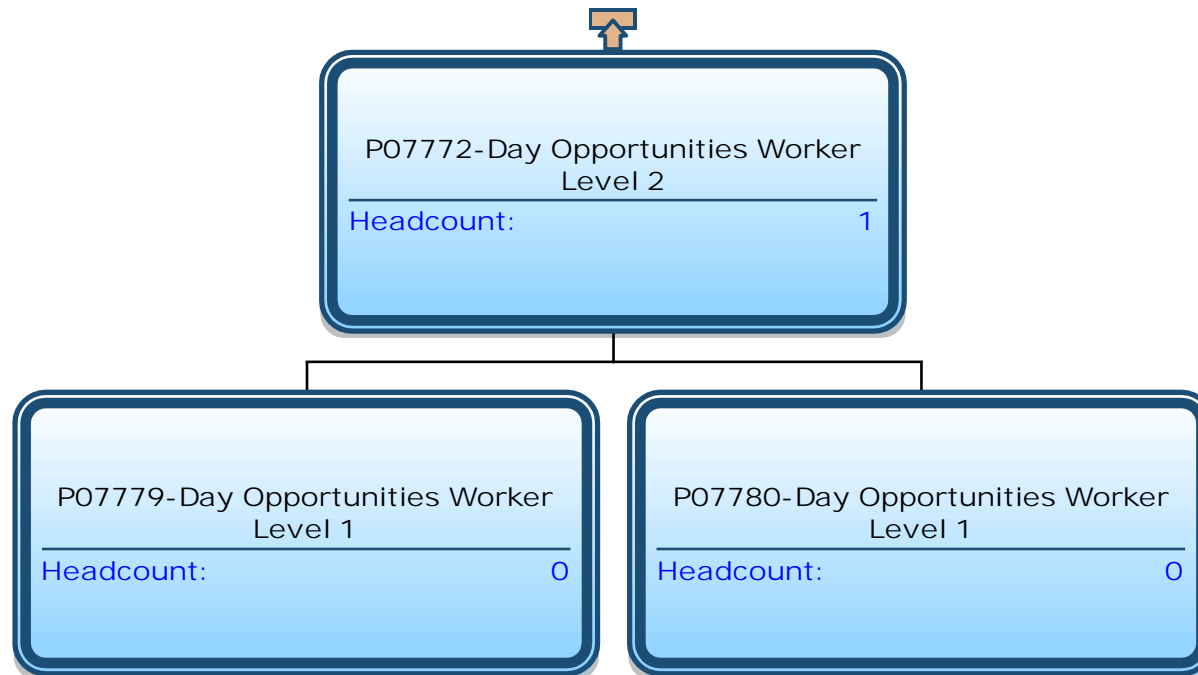 P07772-Day Opportunities Worker
Level 2
Headcount: 1
P07779-Day Opportunities Worker
Level 1
Headcount: 0
P07780-Day Opportunities Worker
Level 1
Headcount: 0